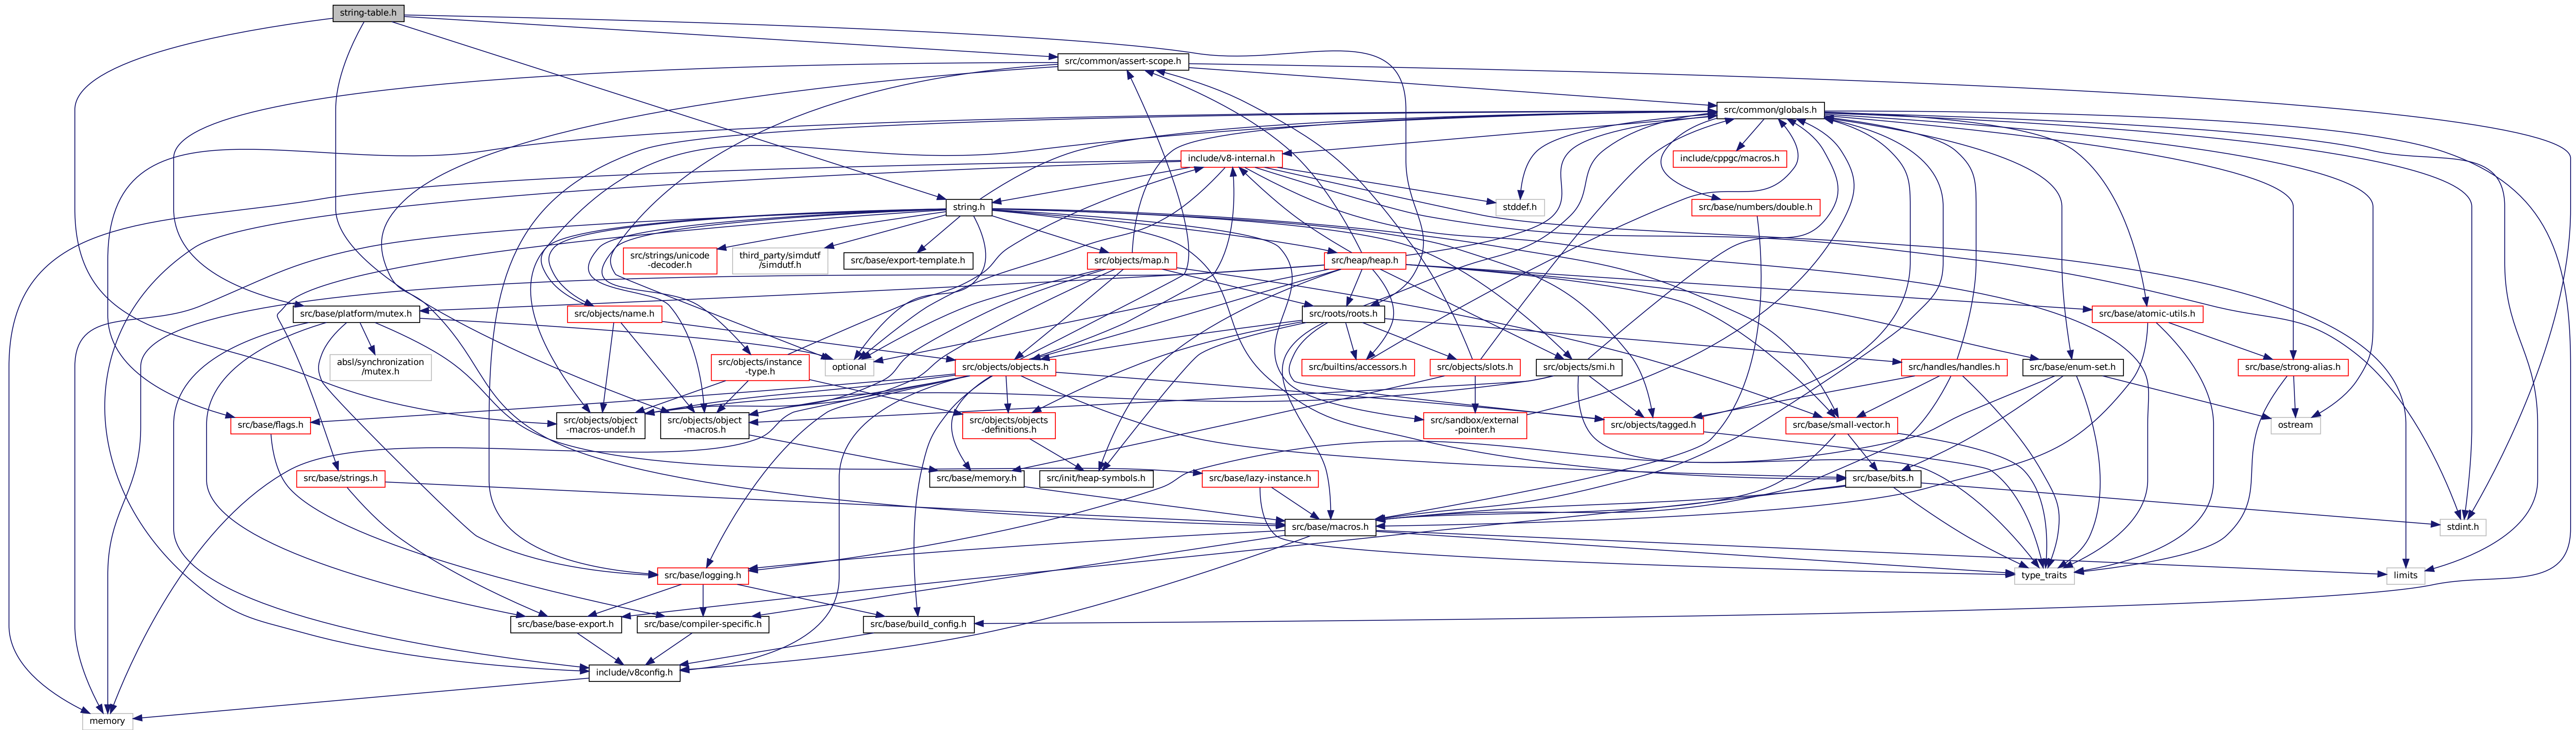 string-table.h
src/common/assert-scope.h
src/common/globals.h
include/v8-internal.h
include/cppgc/macros.h
string.h
stddef.h
src/base/numbers/double.h
src/strings/unicode
-decoder.h
third_party/simdutf
/simdutf.h
src/base/export-template.h
src/objects/map.h
src/heap/heap.h
src/base/platform/mutex.h
src/objects/name.h
src/roots/roots.h
src/base/atomic-utils.h
absl/synchronization
/mutex.h
src/objects/instance
-type.h
optional
src/objects/objects.h
src/builtins/accessors.h
src/objects/slots.h
src/objects/smi.h
src/handles/handles.h
src/base/enum-set.h
src/base/strong-alias.h
src/base/flags.h
src/objects/object
-macros-undef.h
src/objects/object
-macros.h
src/objects/objects
-definitions.h
src/sandbox/external
-pointer.h
src/objects/tagged.h
src/base/small-vector.h
ostream
src/base/strings.h
src/base/memory.h
src/init/heap-symbols.h
src/base/lazy-instance.h
src/base/bits.h
src/base/macros.h
stdint.h
src/base/logging.h
type_traits
limits
src/base/base-export.h
src/base/compiler-specific.h
src/base/build_config.h
include/v8config.h
memory